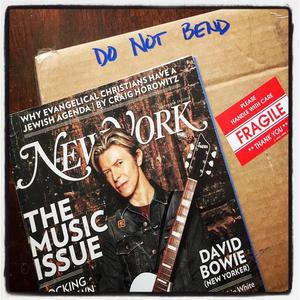 DO NOT BEND
WHY EVANGELICAL CHRISTIANS HAVE A
JEWISH AGENDA | BY CRAIG HOROWITZ
NEW YORK
PLEASE
HANDLE WITH CARE
FRAGILE
THANK YOU
THE
MUSIC
ISSUE
DAVID
BOWIE
(NEW YORKER)